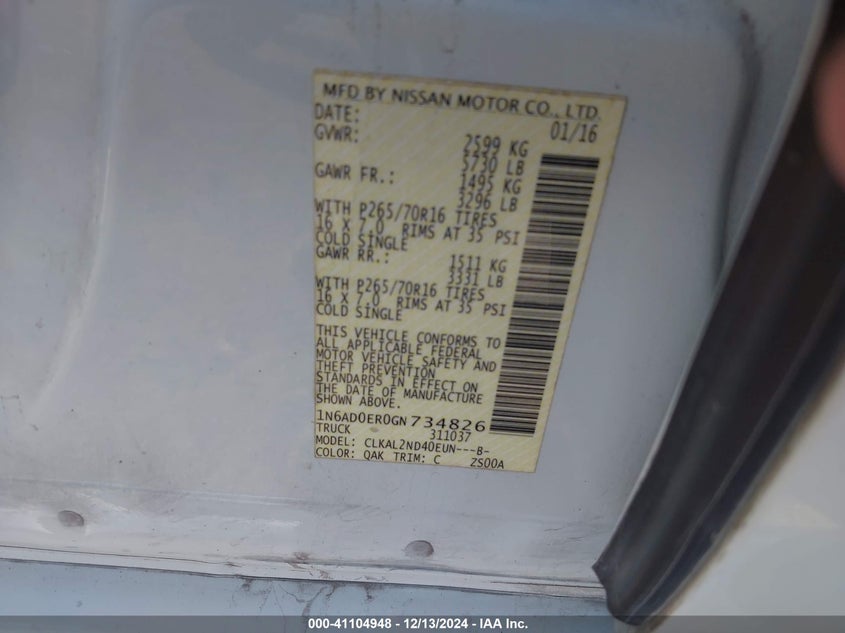 MFD BY NISSAN MOTOR CO., LTD.
DATE: 01/16
GVWR: 2599 KG
5730 LB
GAWR FR.: 1495 KG
3296 LB
WITH P265/70R16 TIRES
16 X 7.0 RIMS AT 35 PSI
COLD SINGLE
GAWR RR.: 1511 KG
3331 LB
WITH P265/70R16 TIRES
16 X 7.0 RIMS AT 35 PSI
COLD SINGLE
THIS VEHICLE CONFORMS TO
ALL APPLICABLE FEDERAL
MOTOR VEHICLE SAFETY AND
THEFT PREVENTION
STANDARDS IN EFFECT ON
THE DATE OF MANUFACTURE
SHOWN ABOVE.
1N6AD0ER0GN734826
TRUCK 311037
MODEL: CLKAL2ND40EUN---B-
COLOR: QAK TRIM: C ZS00A
000-41104948 - 12/13/2024 - IAA Inc.